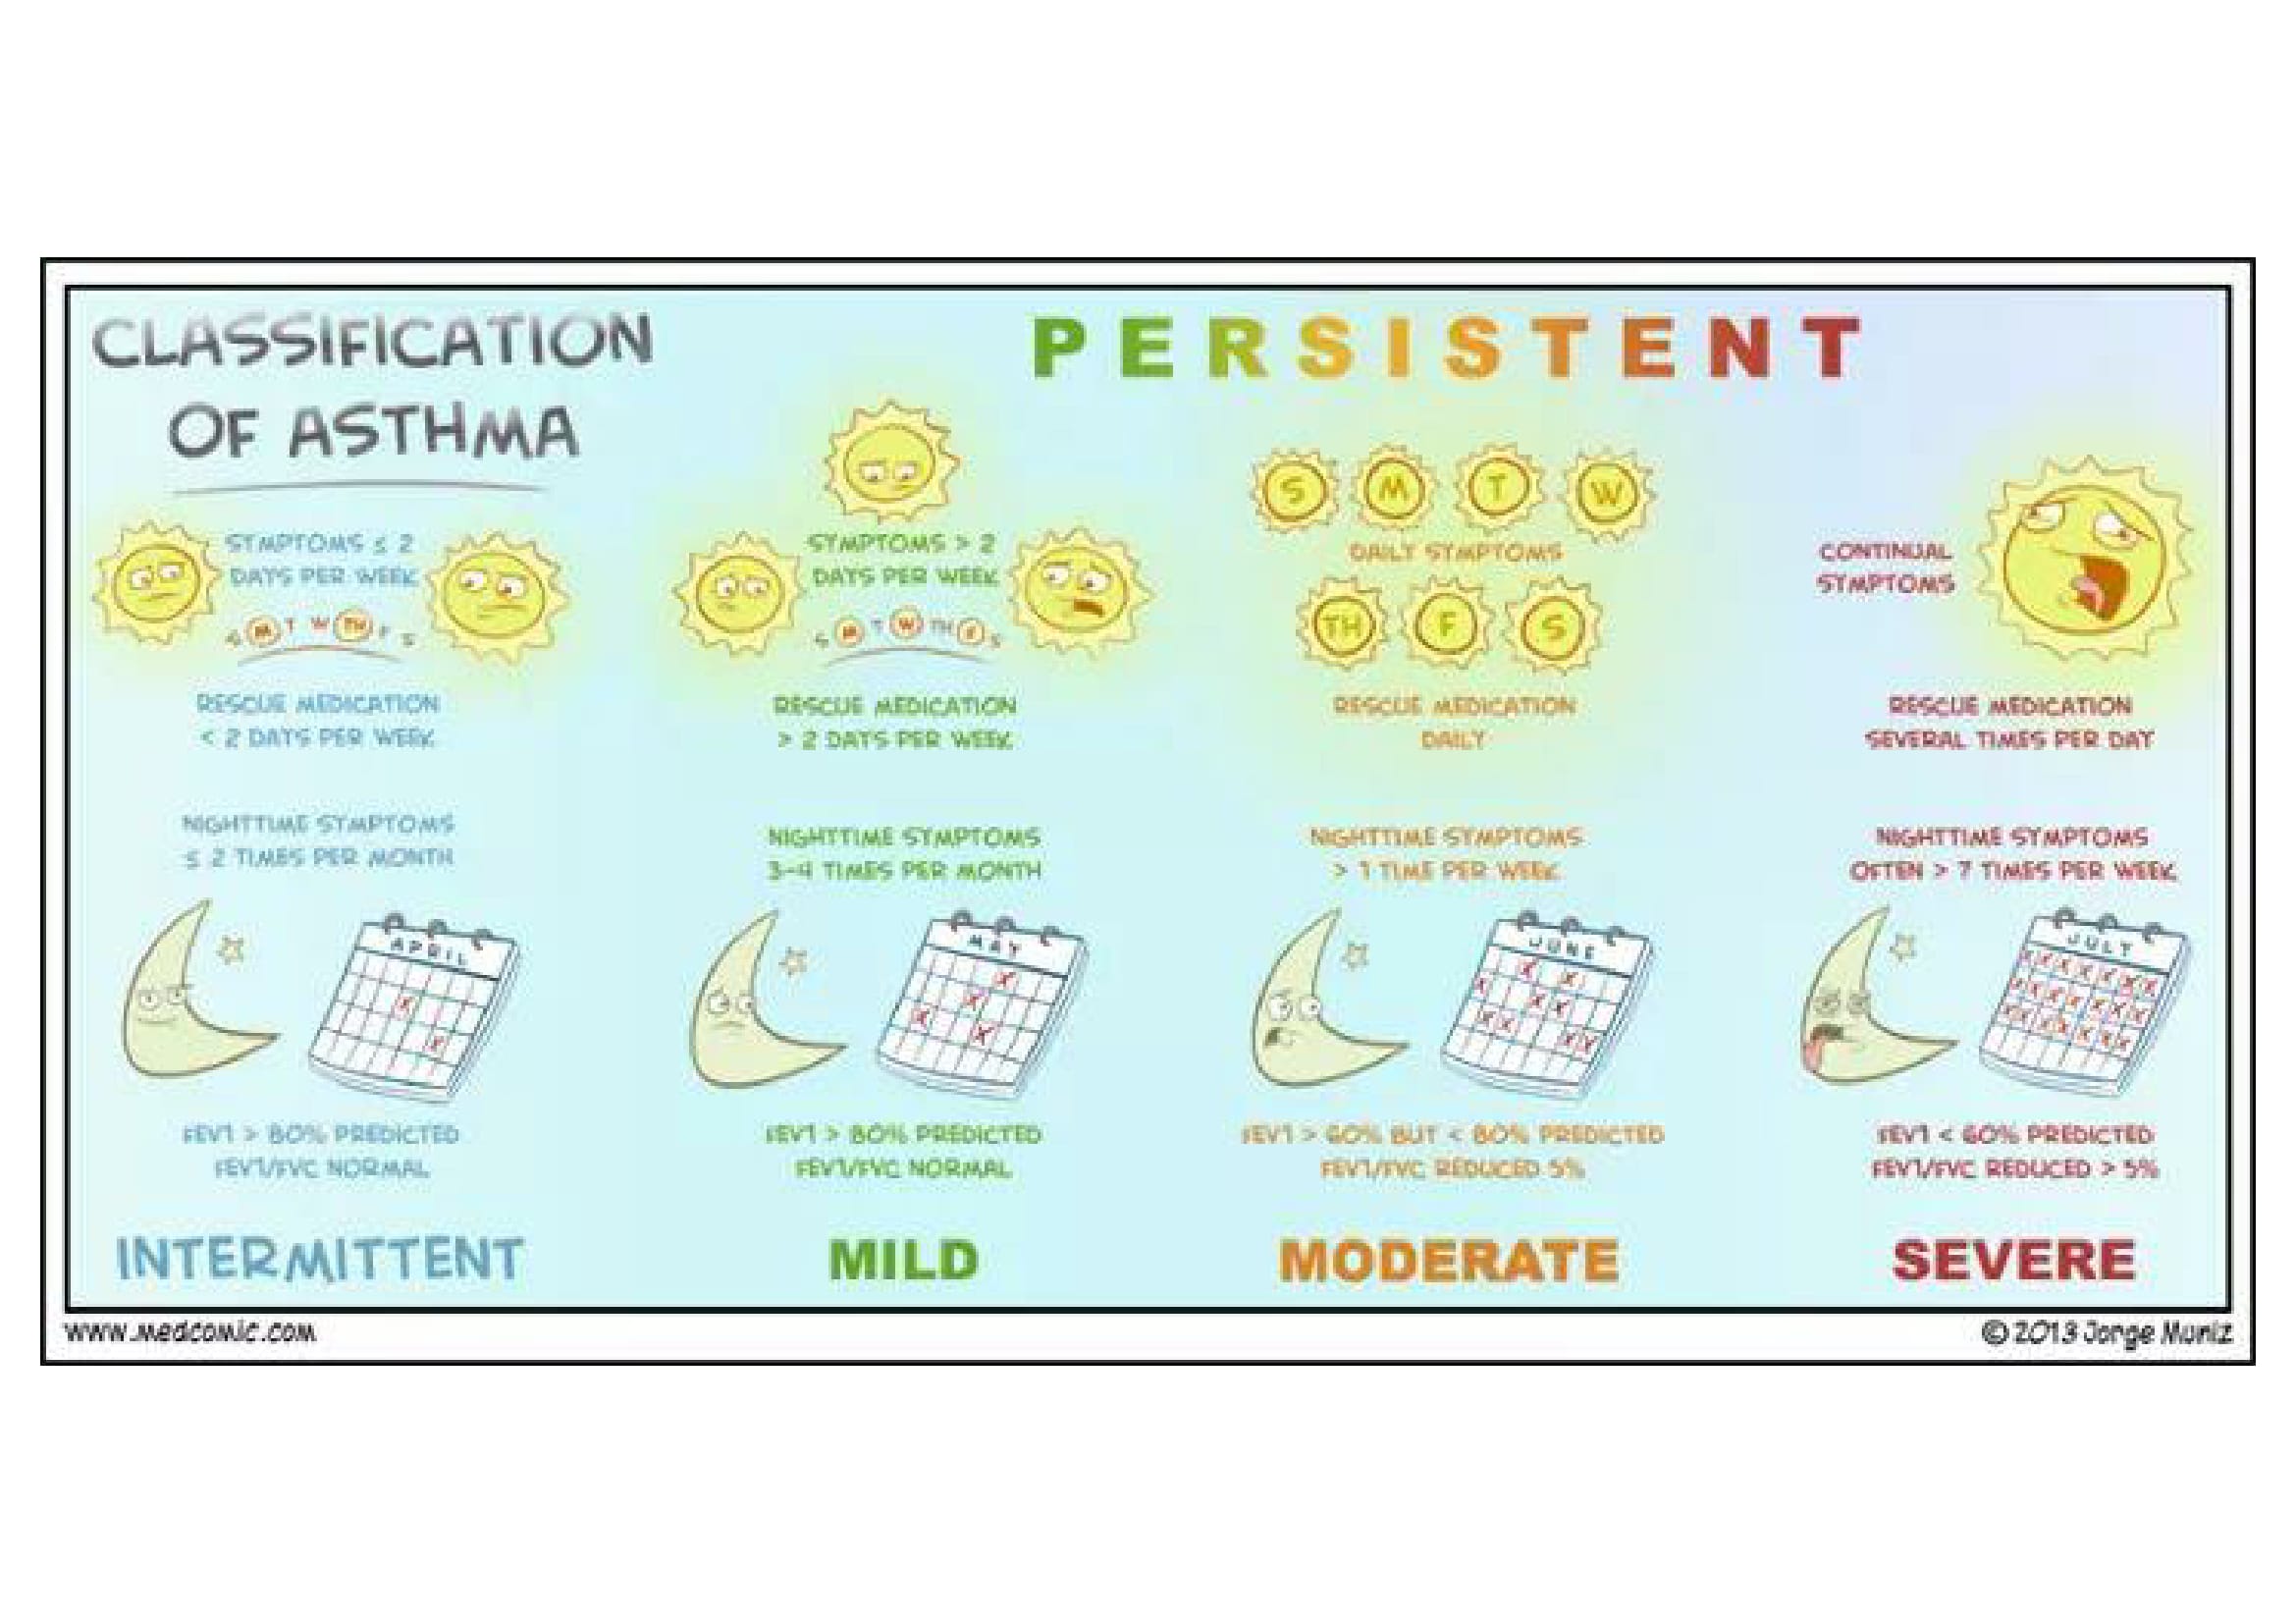 CLASSIFICATION
OF ASTHMA
PERSISTENT
SYMPTOMS ≤ 2
DAYS PER WEEK
S M T W TH F S
RESCUE MEDICATION
< 2 DAYS PER WEEK
NIGHTTIME SYMPTOMS
≤ 2 TIMES PER MONTH
APRIL
X
X
FEV1 > 80% PREDICTED
FEV1/FVC NORMAL
INTERMITTENT
SYMPTOMS > 2
DAYS PER WEEK
S M T W TH F S
RESCUE MEDICATION
> 2 DAYS PER WEEK
NIGHTTIME SYMPTOMS
3-4 TIMES PER MONTH
MAY
X
X
X
X
FEV1 > 80% PREDICTED
FEV1/FVC NORMAL
MILD
S M T W
DAILY SYMPTOMS
TH F S
RESCUE MEDICATION
DAILY
NIGHTTIME SYMPTOMS
> 1 TIME PER WEEK
JUNE
X X
X X X
X X
X X
FEV1 > 60% BUT < 80% PREDICTED
FEV1/FVC REDUCED 5%
MODERATE
CONTINUAL
SYMPTOMS
RESCUE MEDICATION
SEVERAL TIMES PER DAY
NIGHTTIME SYMPTOMS
OFTEN > 7 TIMES PER WEEK
JULY
X X X X X X X
X X X X X X X
X X X X X X X
FEV1 < 60% PREDICTED
FEV1/FVC REDUCED > 5%
SEVERE
www.medcomic.com
© 2013 Jorge Muniz